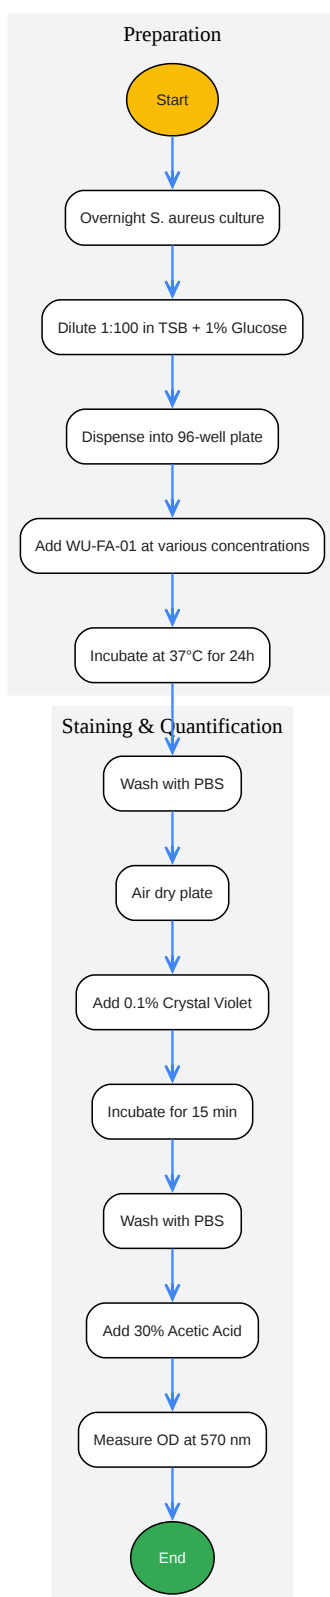 Preparation
Start
Overnight S. aureus culture
Dilute 1:100 in TSB + 1% Glucose
Dispense into 96-well plate
Add WU-FA-01 at various concentrations
Incubate at 37°C for 24h
Staining & Quantification
Wash with PBS
Air dry plate
Add 0.1% Crystal Violet
Incubate for 15 min
Wash with PBS
Add 30% Acetic Acid
Measure OD at 570 nm
End